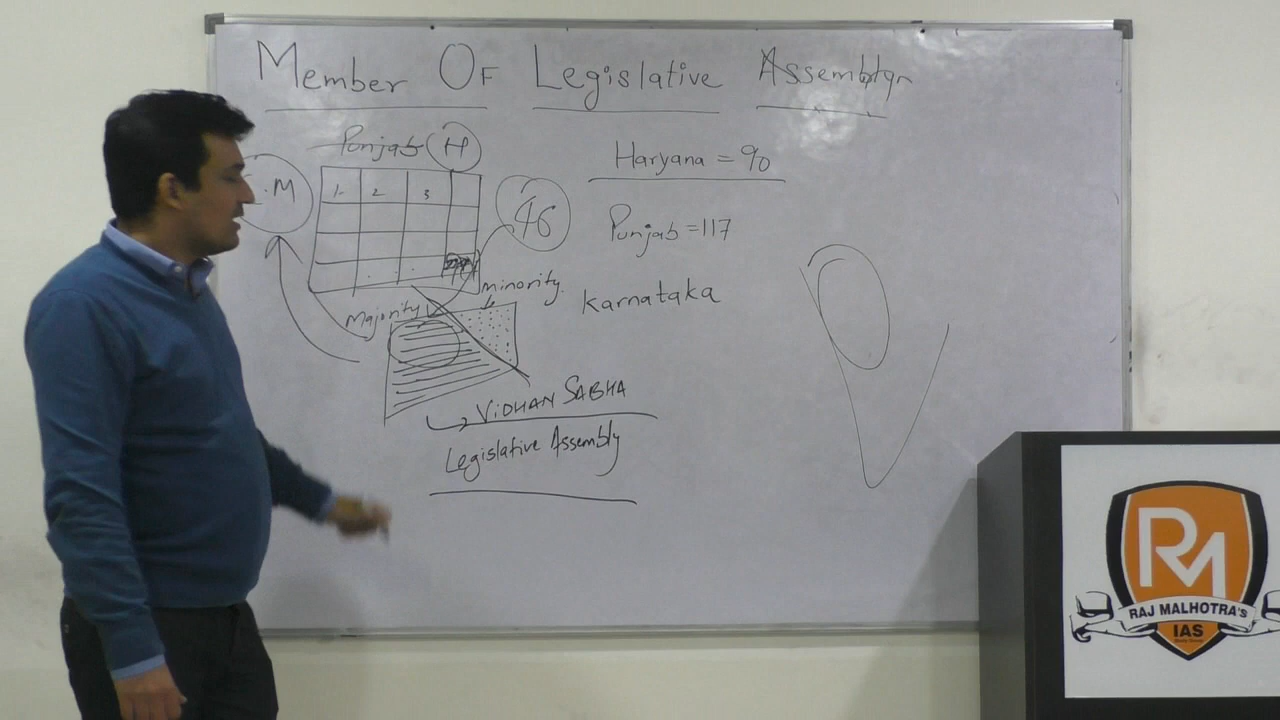 Member Of Legislative
Punjab H
.M
1- 2 3
46
Haryana = 90
Punjab = 117
Karnataka
Majority
minority
VIDHAN SABHA
Legislative Assembly
RM
RAJ MALHOTRA'S
IAS